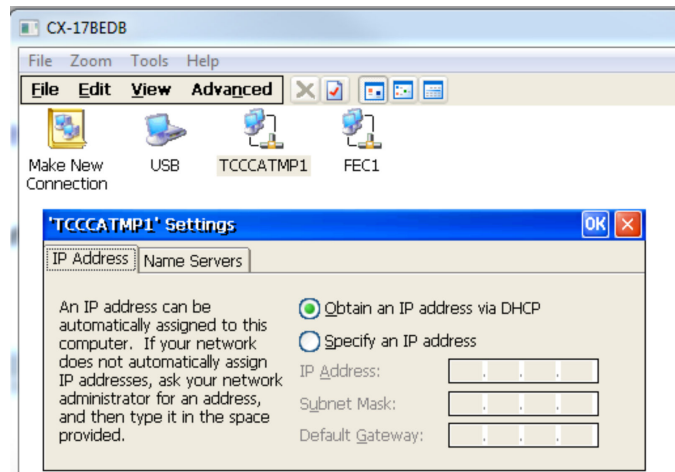 CX-17BEDB
File Zoom Tools Help
File Edit View Advanced
Make New Connection
USB
TCCCATMP1
FEC1
'TCCCATMP1' Settings
OK
IP Address
Name Servers
An IP address can be
automatically assigned to this
computer. If your network
does not automatically assign
IP addresses, ask your network
administrator for an address,
and then type it in the space
provided.
Obtain an IP address via DHCP
Specify an IP address
IP Address:
Subnet Mask:
Default Gateway: